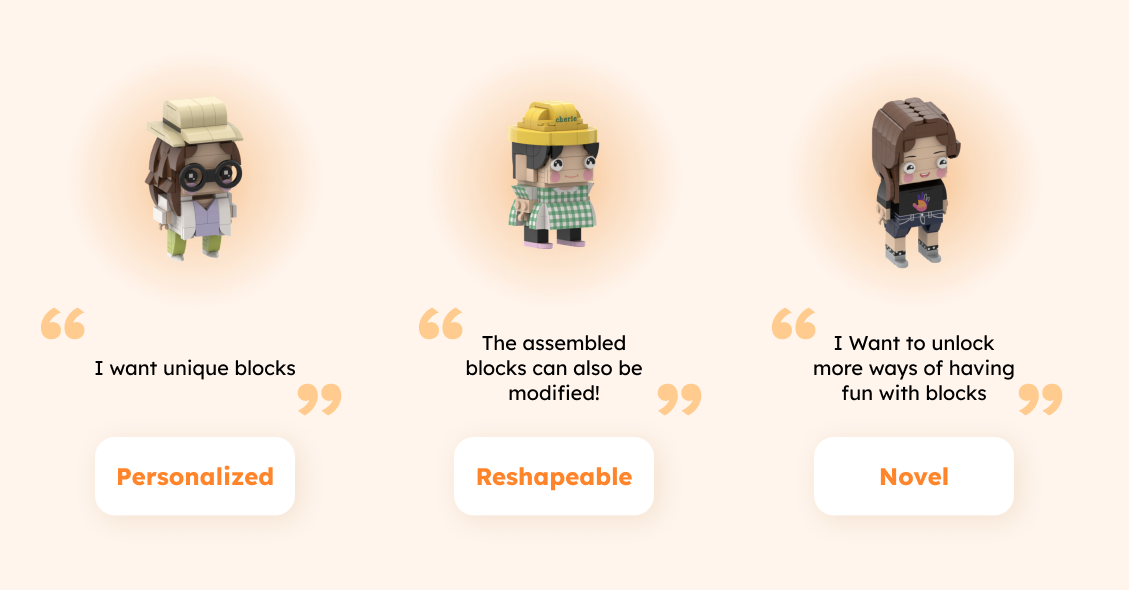 chérie
“
I want unique blocks
”
“
The assembled
blocks can also be
modified!
”
“
I Want to unlock
more ways of having
fun with blocks
”
Personalized
Reshapeable
Novel